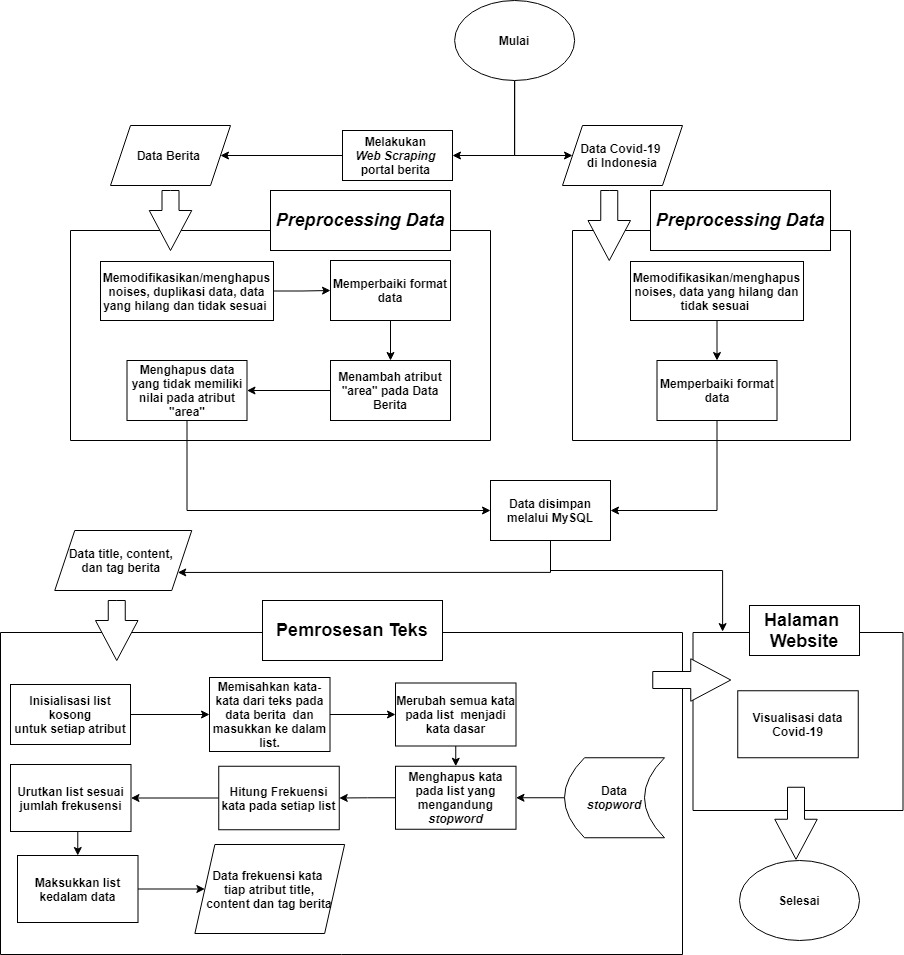 Mulai
Data Berita
Melakukan
Web Scraping
portal berita
Data Covid-19
di Indonesia
Preprocessing Data
Preprocessing Data
Memodifikasikan/menghapus
noises, duplikasi data, data
yang hilang dan tidak sesuai
Memperbaiki format
data
Memodifikasikan/menghapus
noises, data yang hilang dan
tidak sesuai
Menghapus data
yang tidak memiliki
nilai pada atribut
"area"
Menambah atribut
"area" pada Data
Berita
Memperbaiki format
data
Data disimpan
melalui MySQL
Data title, content,
dan tag berita
Pemrosesan Teks
Halaman
Website
Inisialisasi list
kosong
untuk setiap atribut
Memisahkan kata-
kata dari teks pada
data berita dan
masukkan ke dalam
list.
Merubah semua kata
pada list menjadi
kata dasar
Visualisasi data
Covid-19
Urutkan list sesuai
jumlah frekusensi
Hitung Frekuensi
kata pada setiap list
Menghapus kata
pada list yang
mengandung
stopword
Data
stopword
Maksukkan list
kedalam data
Data frekuensi kata
tiap atribut title,
content dan tag berita
Selesai